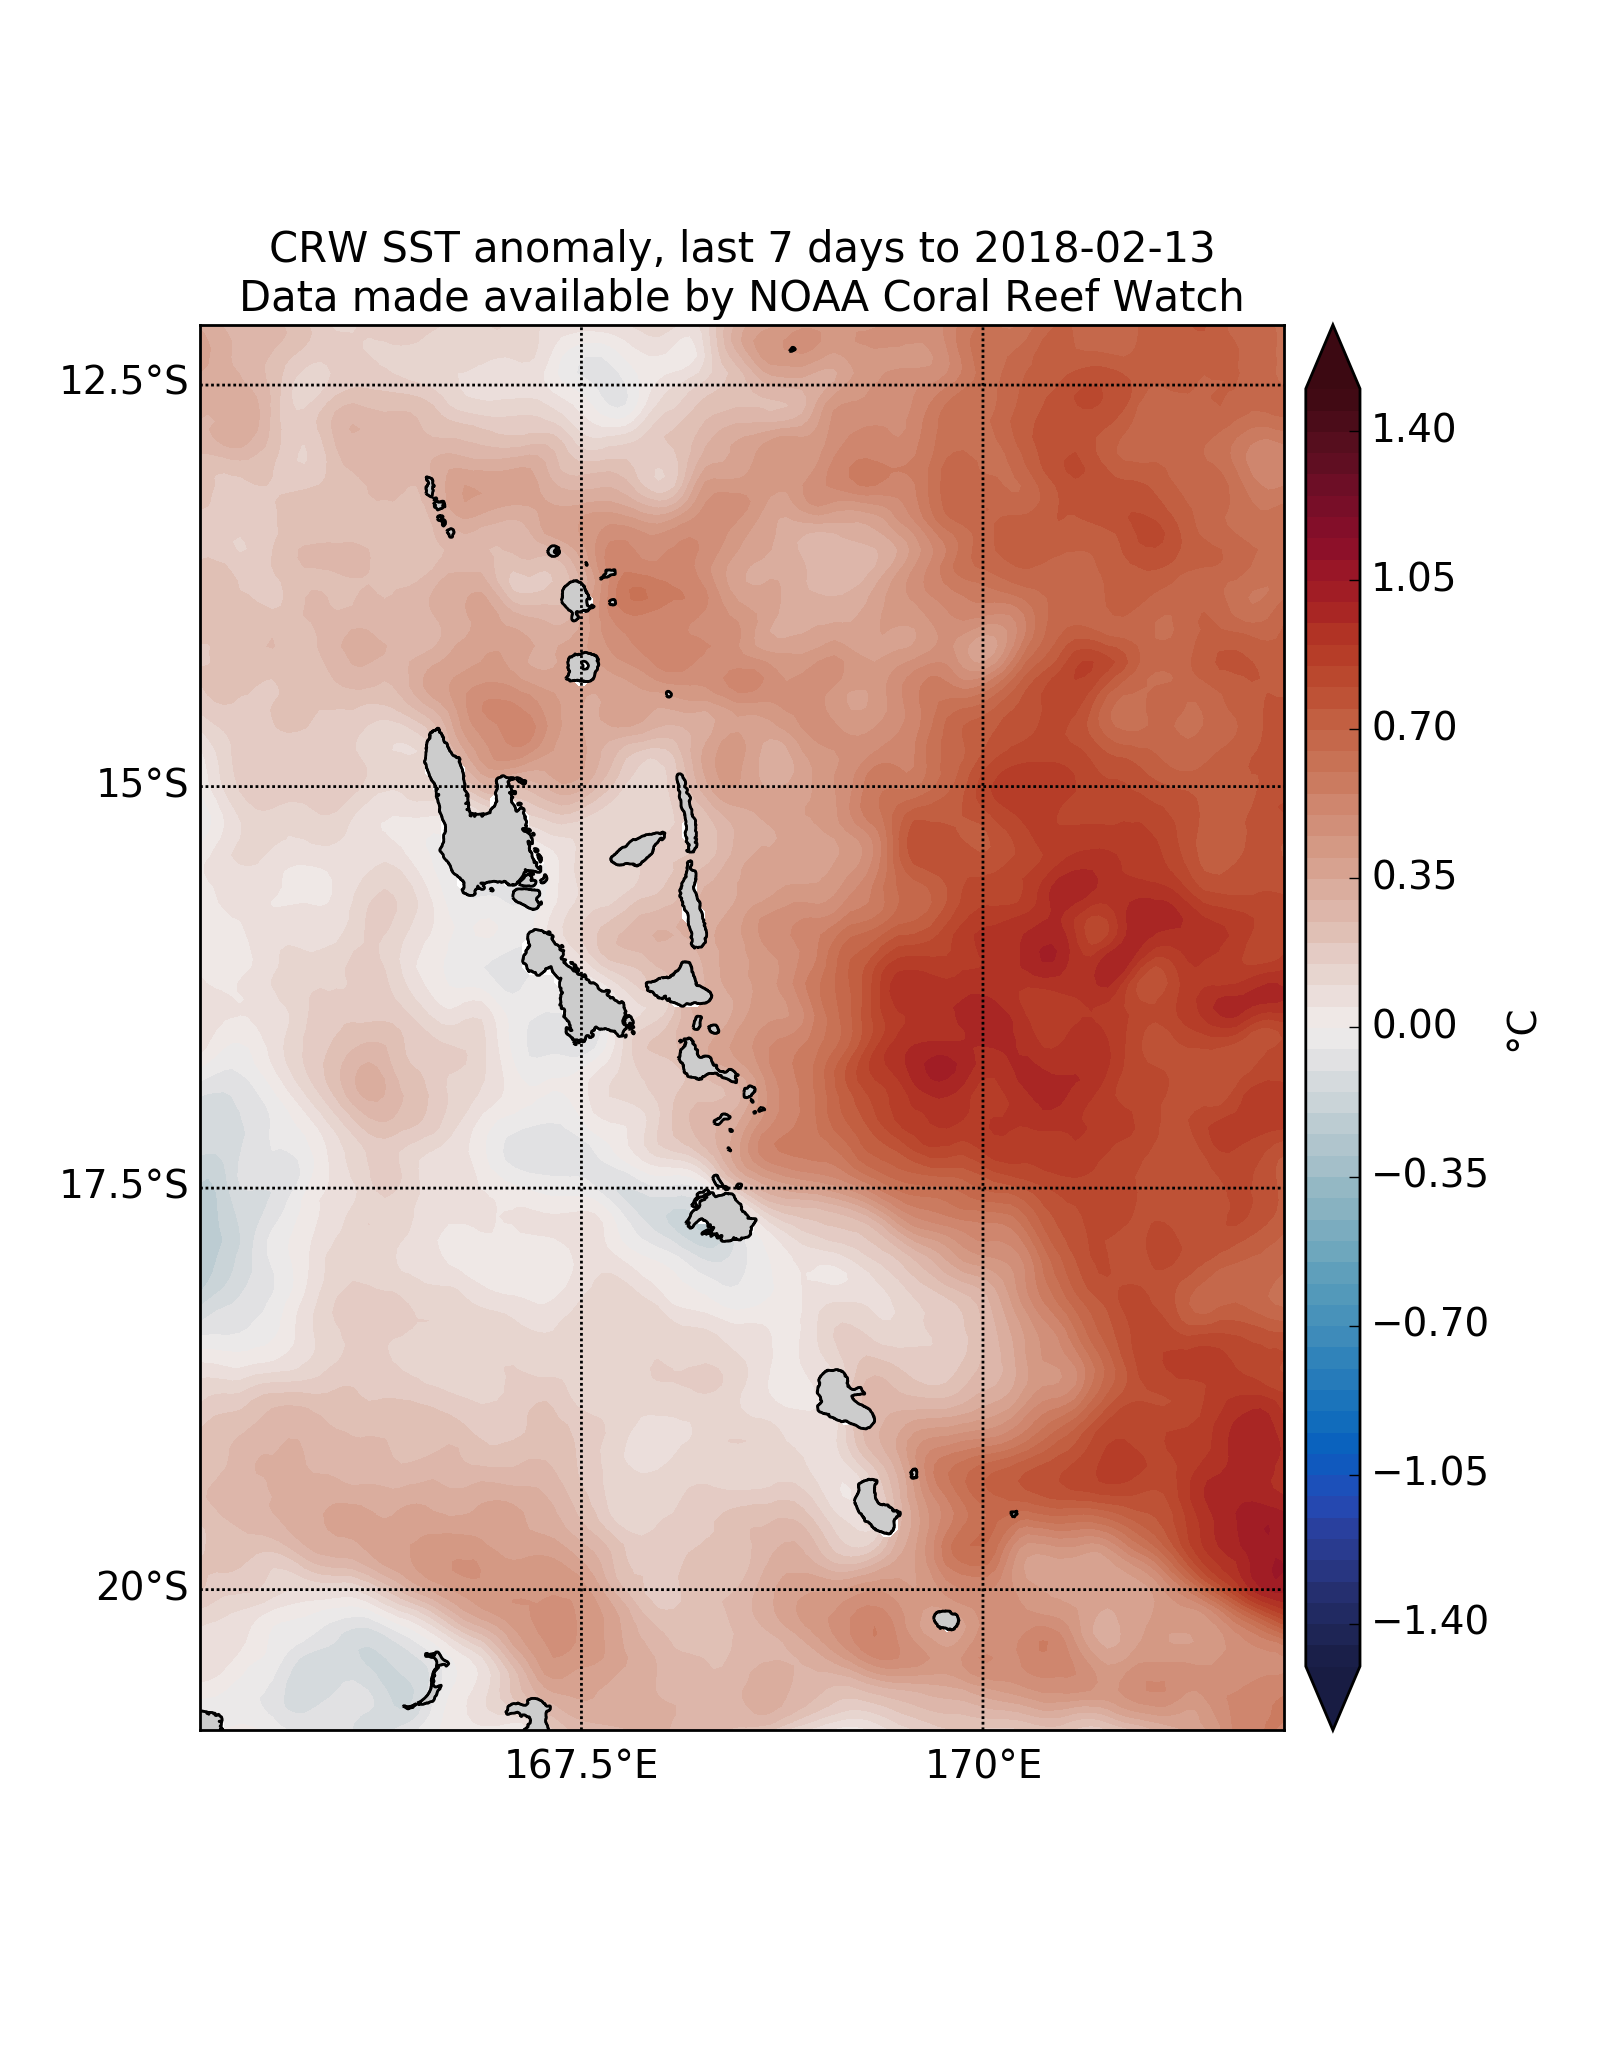 CRW SST anomaly, last 7 days to 2018-02-13
Data made available by NOAA Coral Reef Watch
12.5°S
15°S
17.5°S
20°S
167.5°E
170°E
1.40
1.05
0.70
0.35
0.00
−0.35
−0.70
−1.05
−1.40
°C